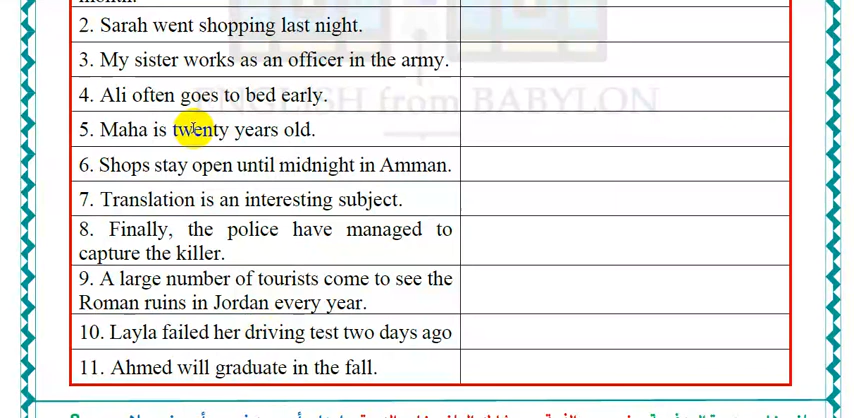 2. Sarah went shopping last night.
3. My sister works as an officer in the army.
4. Ali often goes to bed early.
ENGLISH from BABYLON
5. Maha is twenty years old.
6. Shops stay open until midnight in Amman.
7. Translation is an interesting subject.
8. Finally, the police have managed to
capture the killer.
9. A large number of tourists come to see the
Roman ruins in Jordan every year.
10. Layla failed her driving test two days ago
11. Ahmed will graduate in the fall.